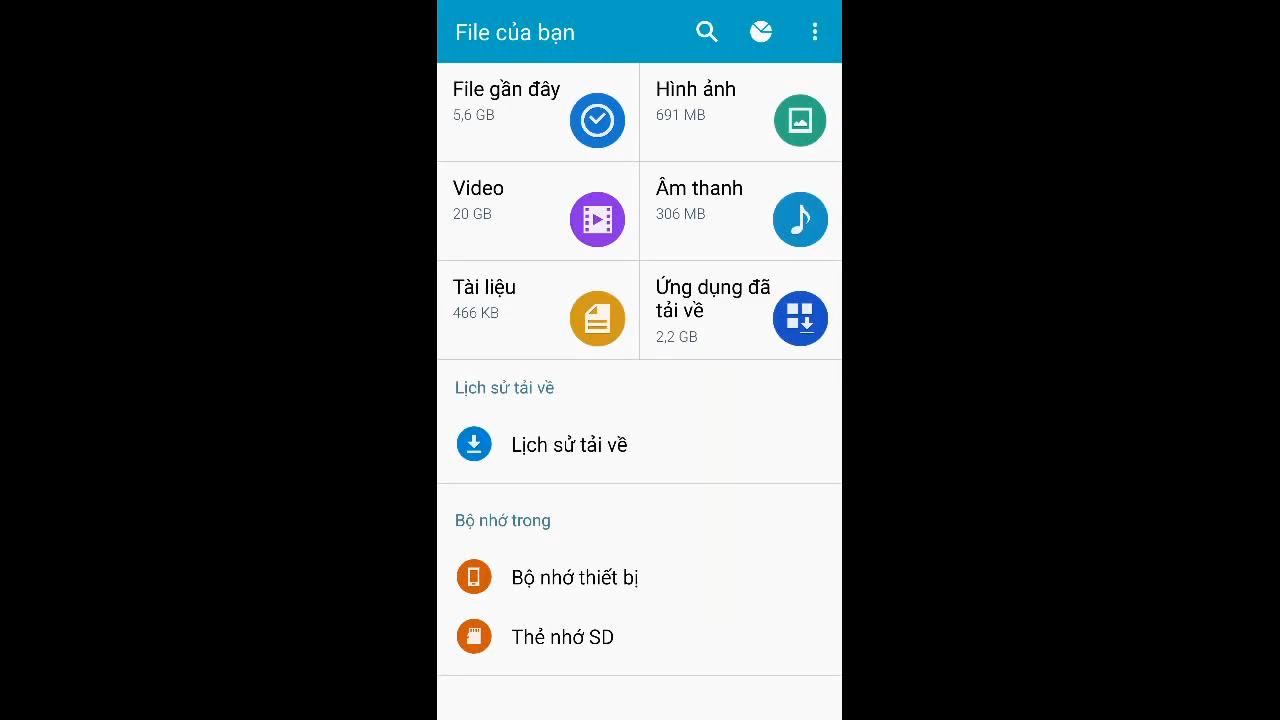 File của bạn
File gần đây
5,6 GB
Hình ảnh
691 MB
Video
20 GB
Âm thanh
306 MB
Tài liệu
466 KB
Ứng dụng đã
tải về
2,2 GB
Lịch sử tải về
Lịch sử tải về
Bộ nhớ trong
Bộ nhớ thiết bị
Thẻ nhớ SD